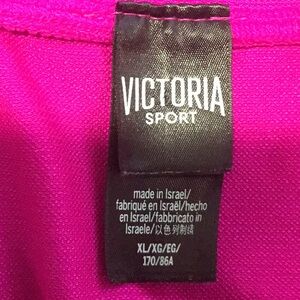 VICTORIA
SPORT
made in Israel/
fabriqué en Israël/hecho
en Israel/fabbricato in
Israele/以色列制造
XL/XG/EG/
170/86A